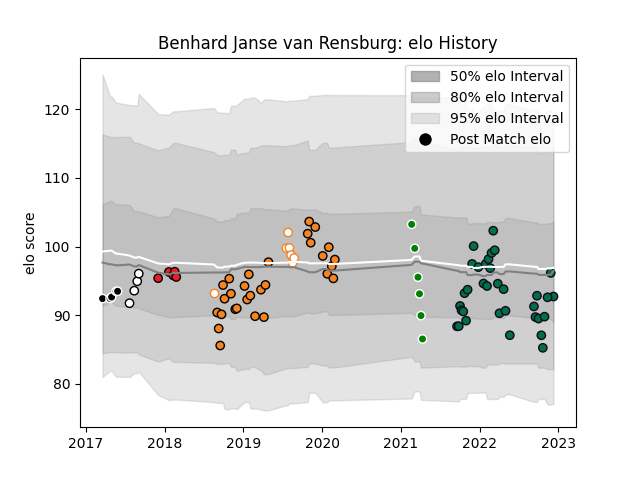 Benhard Janse van Rensburg: elo History
50% elo Interval
80% elo Interval
95% elo Interval
Post Match elo
elo score
120
110
100
90
80
2017 2018 2019 2020 2021 2022 2023